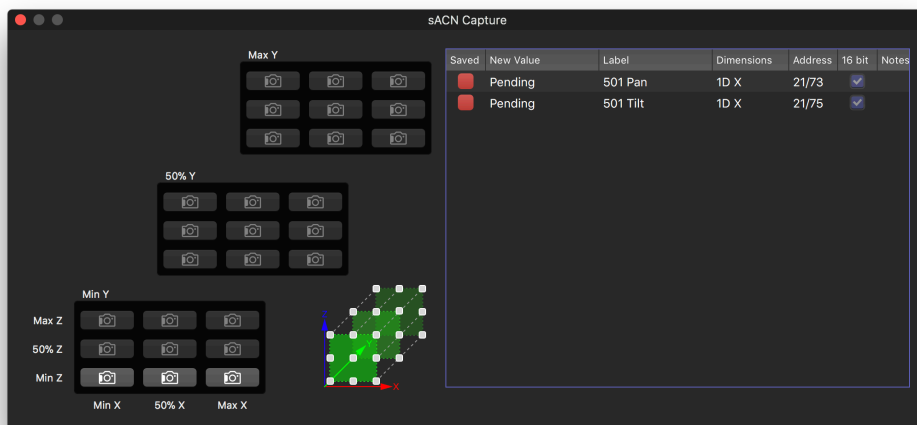 sACN Capture
Max Y
50% Y
Min Y
Max Z
50% Z
Min Z
Min X 50% X Max X
Z
Y
X
Saved New Value Label Dimensions Address 16 bit Notes
Pending 501 Pan 1D X 21/73
Pending 501 Tilt 1D X 21/75